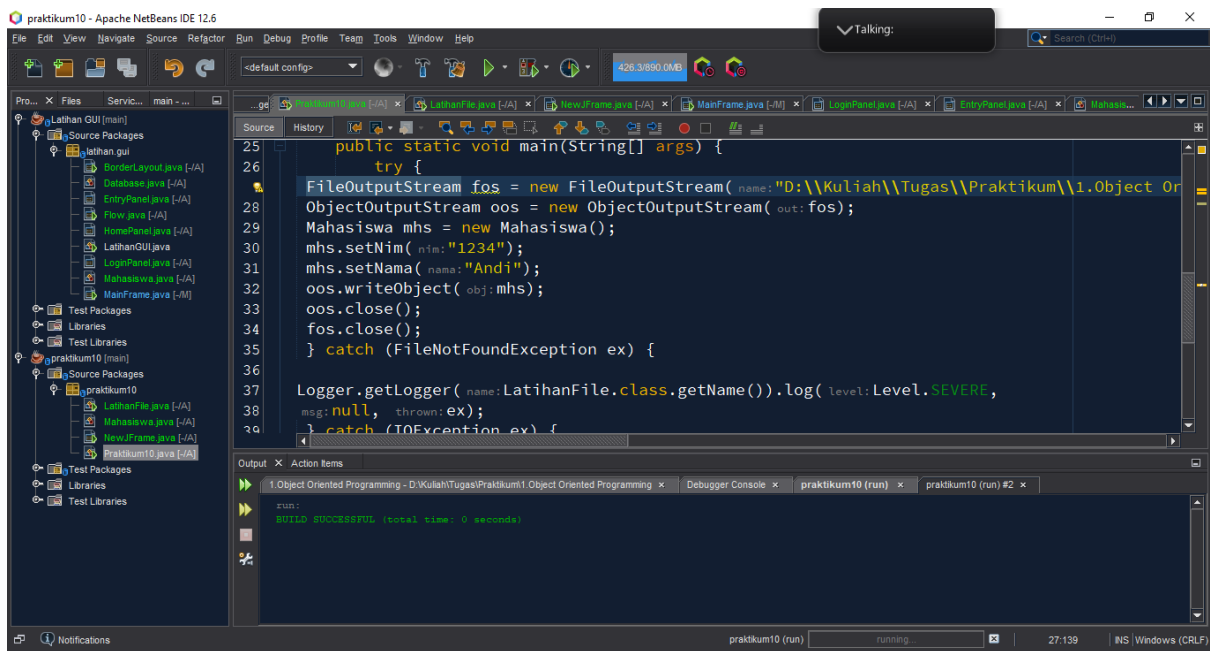 praktikum10 - Apache NetBeans IDE 12.6
Talking:
File Edit View Navigate Source Refactor Run Debug Profile Team Tools Window Help
Search (Ctrl+I)
<default config>
426.3/890.0MB
Pro... Files Servic... main - ...
...ge Praktikum10.java [-/A] LatihanFile.java [-/A] NewJFrame.java [-/A] MainFrame.java [-/M] LoginPanel.java [-/A] EntryPanel.java [-/A] Mahasis...
Source History
Latihan GUI [main]
Source Packages
latihan.gui
BorderLayout.java [-/A]
Database.java [-/A]
EntryPanel.java [-/A]
Flow.java [-/A]
HomePanel.java [-/A]
LatihanGUI.java
LoginPanel.java [-/A]
Mahasiswa.java [-/A]
MainFrame.java [-/M]
Test Packages
Libraries
Test Libraries
praktikum10 [main]
Source Packages
praktikum10
LatihanFile.java [-/A]
Mahasiswa.java [-/A]
NewJFrame.java [-/A]
Praktikum10.java [-/A]
Test Packages
Libraries
Test Libraries
25 public static void main(String[] args) {
26 try {
FileOutputStream fos = new FileOutputStream( name:"D:\\Kuliah\\Tugas\\Praktikum\\1.Object Or
28 ObjectOutputStream oos = new ObjectOutputStream( out:fos);
29 Mahasiswa mhs = new Mahasiswa();
30 mhs.setNim( nim:"1234");
31 mhs.setNama( nama:"Andi");
32 oos.writeObject( obj:mhs);
33 oos.close();
34 fos.close();
35 } catch (FileNotFoundException ex) {
36
37 Logger.getLogger( name:LatihanFile.class.getName()).log( level:Level.SEVERE,
38 msg:null, thrown:ex);
39 } catch (IOException ex) {
Output Action Items
1.Object Oriented Programming - D:\Kuliah\Tugas\Praktikum\1.Object Oriented Programming Debugger Console praktikum10 (run) praktikum10 (run) #2
run:
BUILD SUCCESSFUL (total time: 0 seconds)
Notifications
praktikum10 (run) running... 27:139 INS Windows (CRLF)